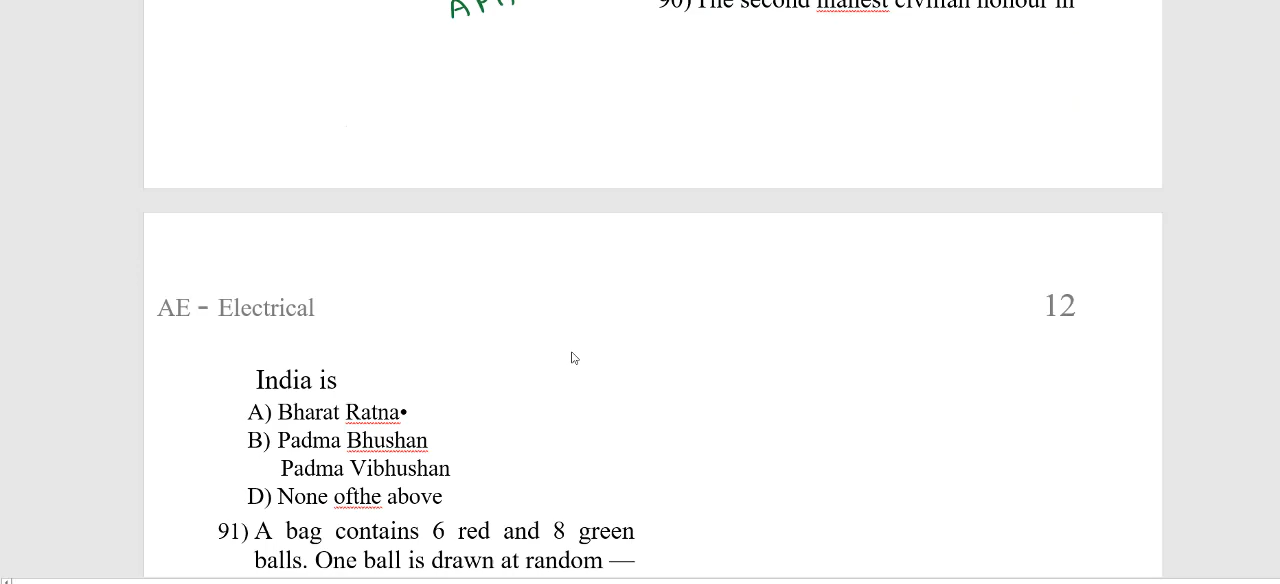 90) The second highest civilian honour in
AE - Electrical
12
India is
A) Bharat Ratna•
B) Padma Bhushan
Padma Vibhushan
D) None ofthe above
91) A bag contains 6 red and 8 green
balls. One ball is drawn at random —